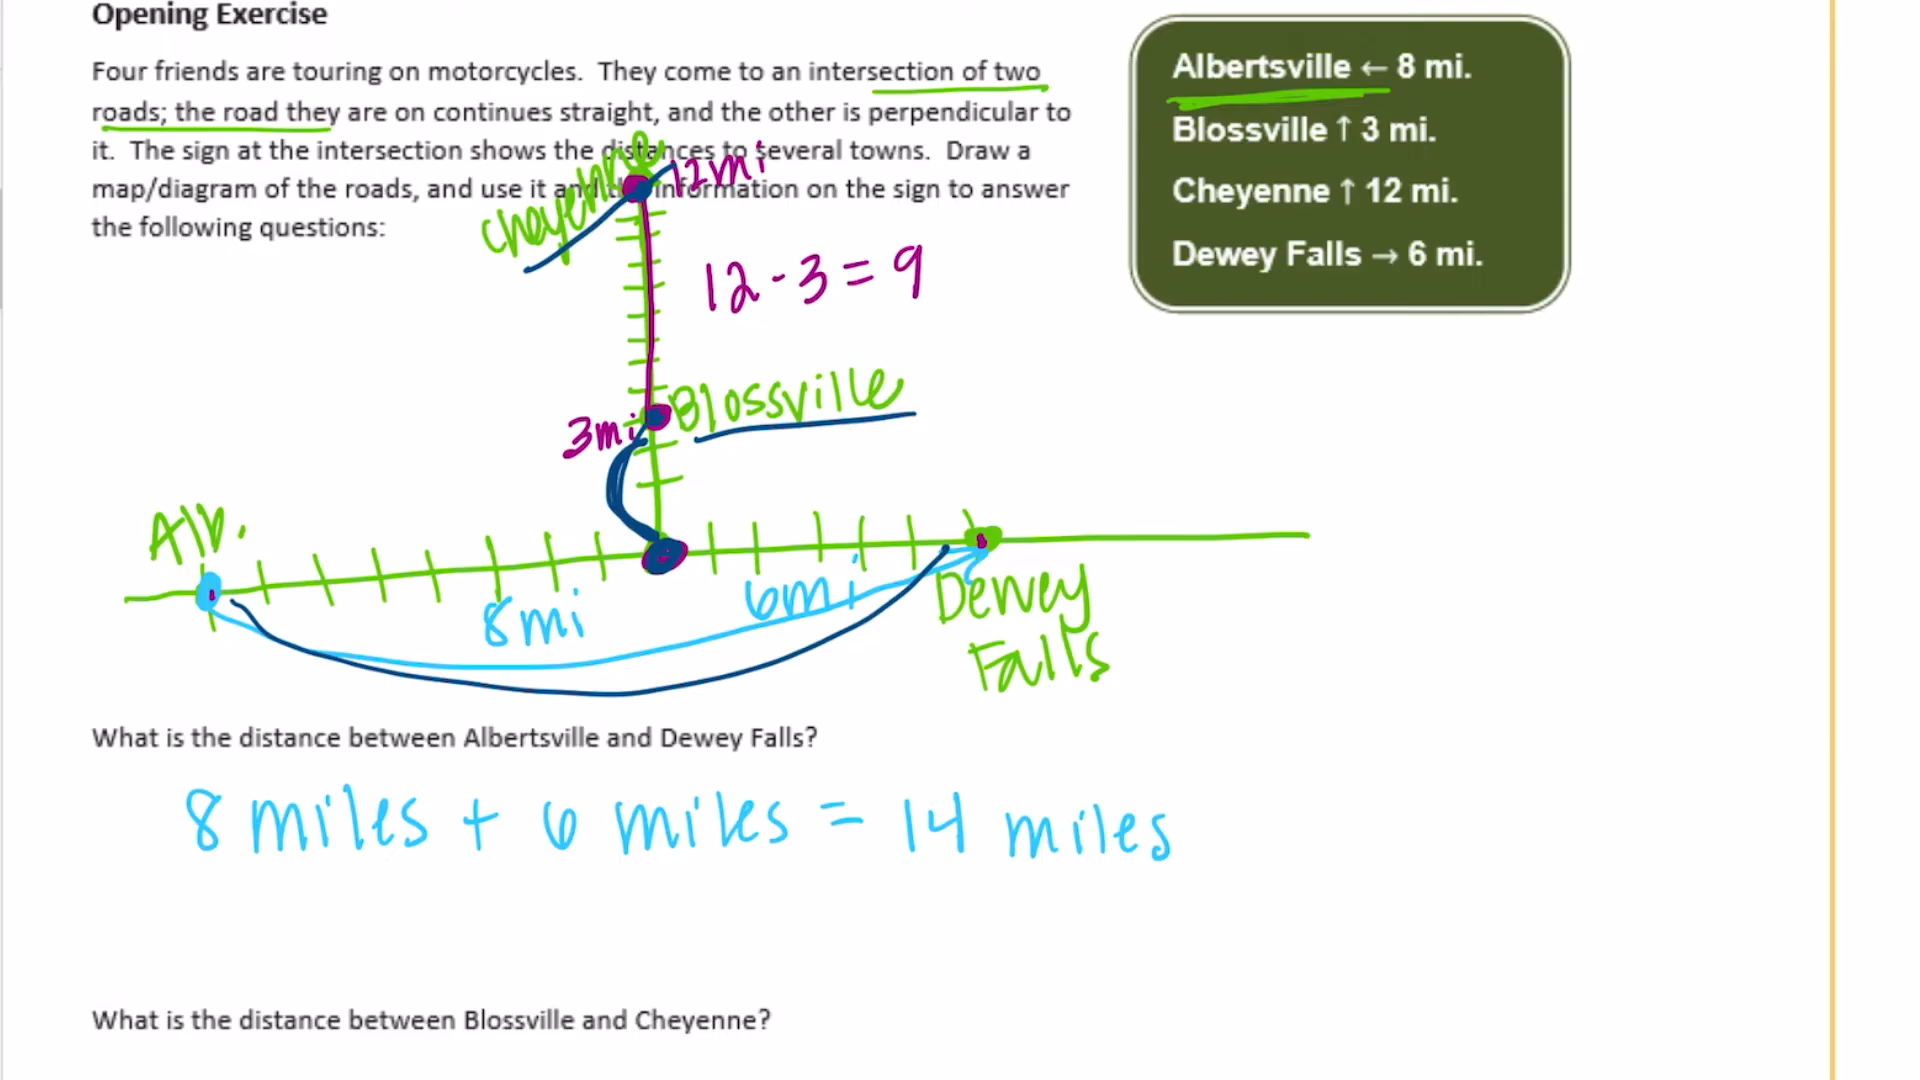 Opening Exercise
Four friends are touring on motorcycles. They come to an intersection of two
roads; the road they are on continues straight, and the other is perpendicular to
it. The sign at the intersection shows the distances to several towns. Draw a
map/diagram of the roads, and use it and the information on the sign to answer
the following questions:
Albertsville ← 8 mi.
Blossville ↑ 3 mi.
Cheyenne ↑ 12 mi.
Dewey Falls → 6 mi.
Cheyenne
12mi
12-3=9
Blossville
3mi
Alb.
8mi
6mi
Dewey
Falls
What is the distance between Albertsville and Dewey Falls?
8 miles + 6 miles = 14 miles
What is the distance between Blossville and Cheyenne?